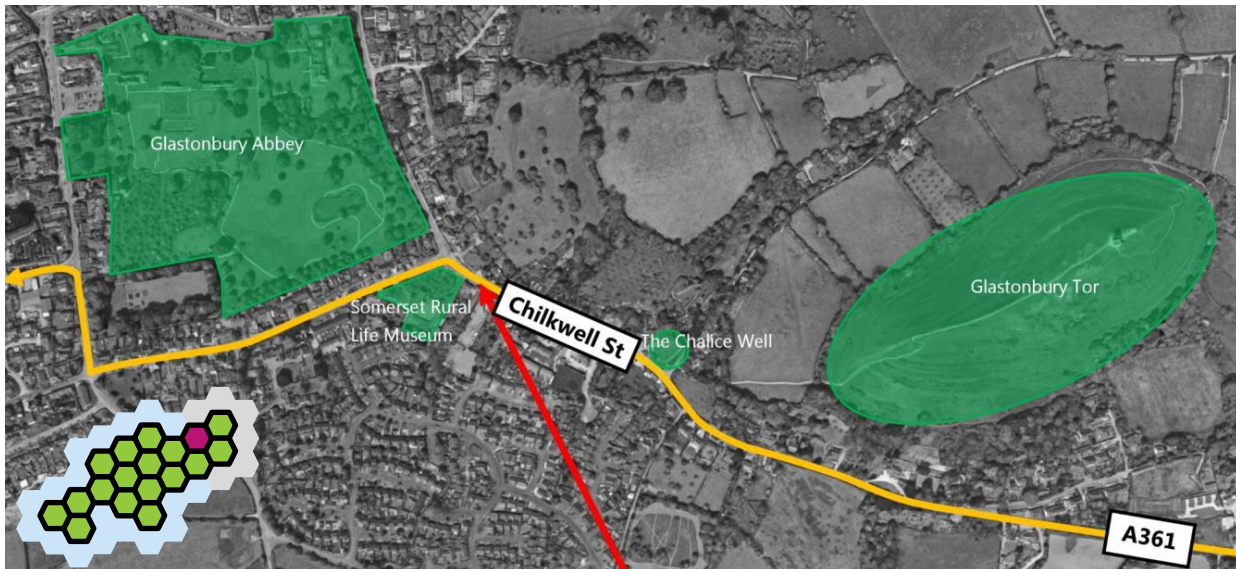 Glastonbury Abbey
Glastonbury Tor
Somerset Rural
Life Museum
Chilkwell St
The Chalice Well
A361